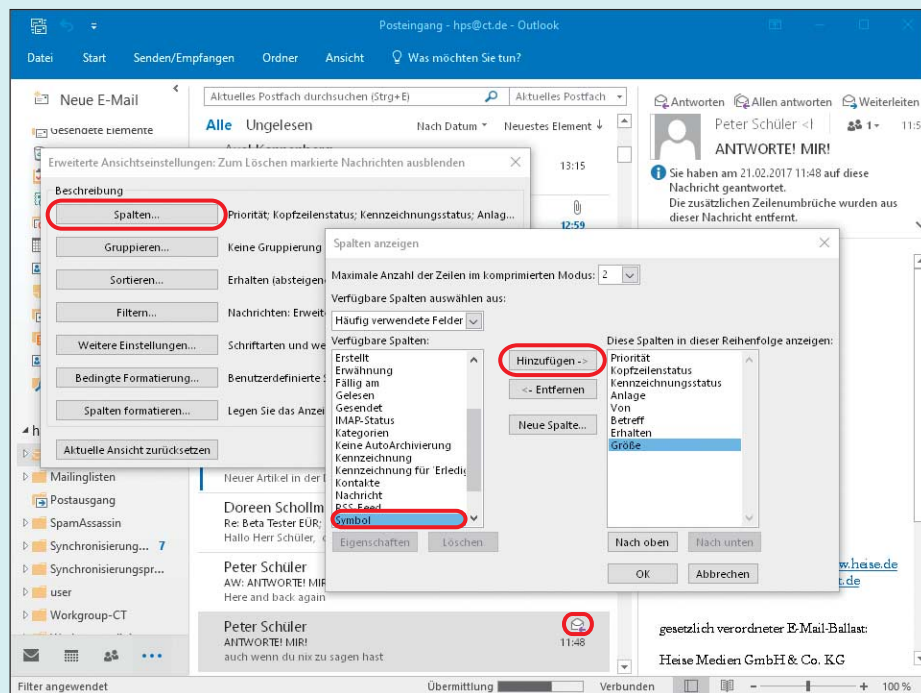 Posteingang - hps@ct.de - Outlook
Datei Start Senden/Empfangen Ordner Ansicht Was möchten Sie tun?
Neue E-Mail
Gesendete Elemente
Aktuelles Postfach durchsuchen (Strg+E) Aktuelles Postfach
Alle Ungelesen Nach Datum Neuestes Element
13:15
12:59
Antworten Allen antworten Weiterleiten
Peter Schüler <
1 11:5
ANTWORTE! MIR!
Sie haben am 21.02.2017 11:48 auf diese
Nachricht geantwortet.
Die zusätzlichen Zeilenumbrüche wurden aus
dieser Nachricht entfernt.
Erweiterte Ansichtseinstellungen: Zum Löschen markierte Nachrichten ausblenden
Beschreibung
Spalten... Priorität; Kopfzeilenstatus; Kennzeichnungsstatus; Anlag...
Gruppieren... Keine Gruppierung
Sortieren... Erhalten (absteigen
Filtern... Nachrichten: Erweit
Weitere Einstellungen... Schriftarten und we
Bedingte Formatierung... Benutzerdefinierte
Spalten formatieren... Legen Sie das Anzei
Aktuelle Ansicht zurücksetzen
Spalten anzeigen
Maximale Anzahl der Zeilen im komprimierten Modus: 2
Verfügbare Spalten auswählen aus:
Häufig verwendete Felder
Verfügbare Spalten:
Erstellt
Erwähnung
Fällig am
Gelesen
Gesendet
IMAP-Status
Kategorien
Keine AutoArchivierung
Kennzeichnung
Kennzeichnung für 'Erledig
Kontakte
Nachricht
RSS-Feed
Symbol
Eigenschaften Löschen
Hinzufügen ->
<- Entfernen
Neue Spalte...
Diese Spalten in dieser Reihenfolge anzeigen:
Priorität
Kopfzeilenstatus
Kennzeichnungsstatus
Anlage
Von
Betreff
Erhalten
Größe
Nach oben Nach unten
OK Abbrechen
Mailinglisten
Postausgang
SpamAssassin
Synchronisierung... 7
Synchronisierungspr...
user
Workgroup-CT
Neuer Artikel in der
Doreen Schollm
Re: Beta Tester EÜR;
Hallo Herr Schüler,
Peter Schüler
AW: ANTWORTE! MIR
Here and back again
Peter Schüler
ANTWORTE! MIR! 11:48
auch wenn du nix zu sagen hast
w.heise.de
t.de
gesetzlich verordneter E-Mail-Ballast:
Heise Medien GmbH & Co. KG
Filter angewendet Übermittlung Verbunden 100 %